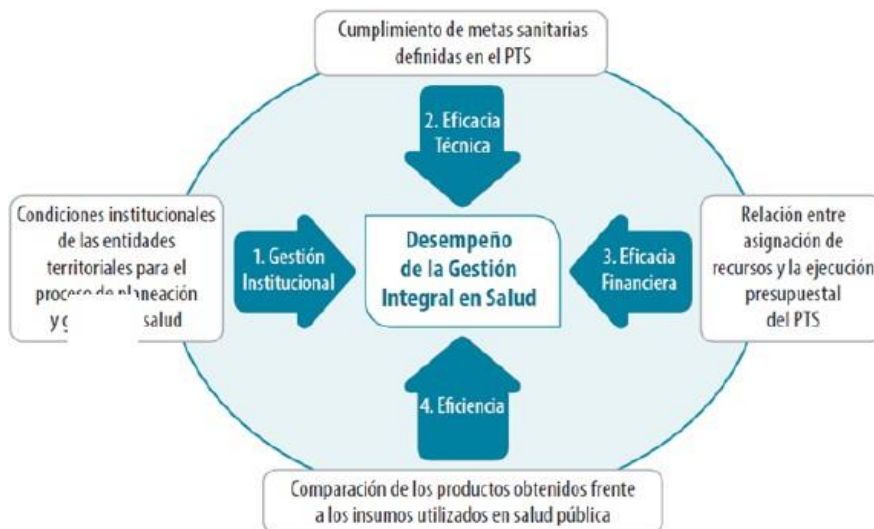 Cumplimiento de metas sanitarias
definidas en el PTS
2. Eficacia
Técnica
Condiciones institucionales
de las entidades
territoriales para el
proceso de planeación
y salud
1. Gestión
Institucional
Desempeño
de la Gestión
Integral en Salud
3. Eficacia
Financiera
Relación entre
asignación de
recursos y la ejecución
presupuestal
del PTS
4. Eficiencia
Comparación de los productos obtenidos frente
a los insumos utilizados en salud pública